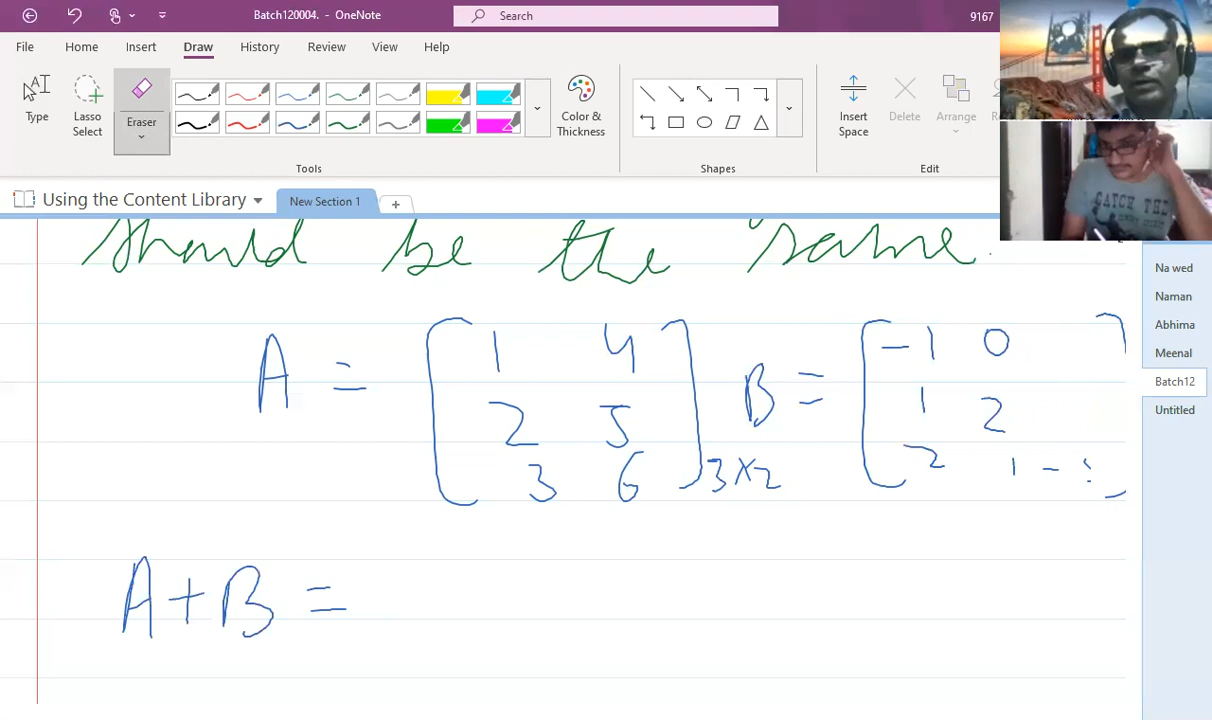 Batch120004. - OneNote
Search
9167
File Home Insert Draw History Review View Help
Type
Lasso Select
Eraser
Color & Thickness
Insert Space
Delete
Arrange
Tools
Shapes
Edit
Using the Content Library
New Section 1
CATCH THE
Na wed
Naman
Abhima
Meenal
Batch12
Untitled
should be the same.
A = [ 1 4 ] B = [ -1 0 ]
2 5 1 2
3 6 3×2 2 1 -
A+B =